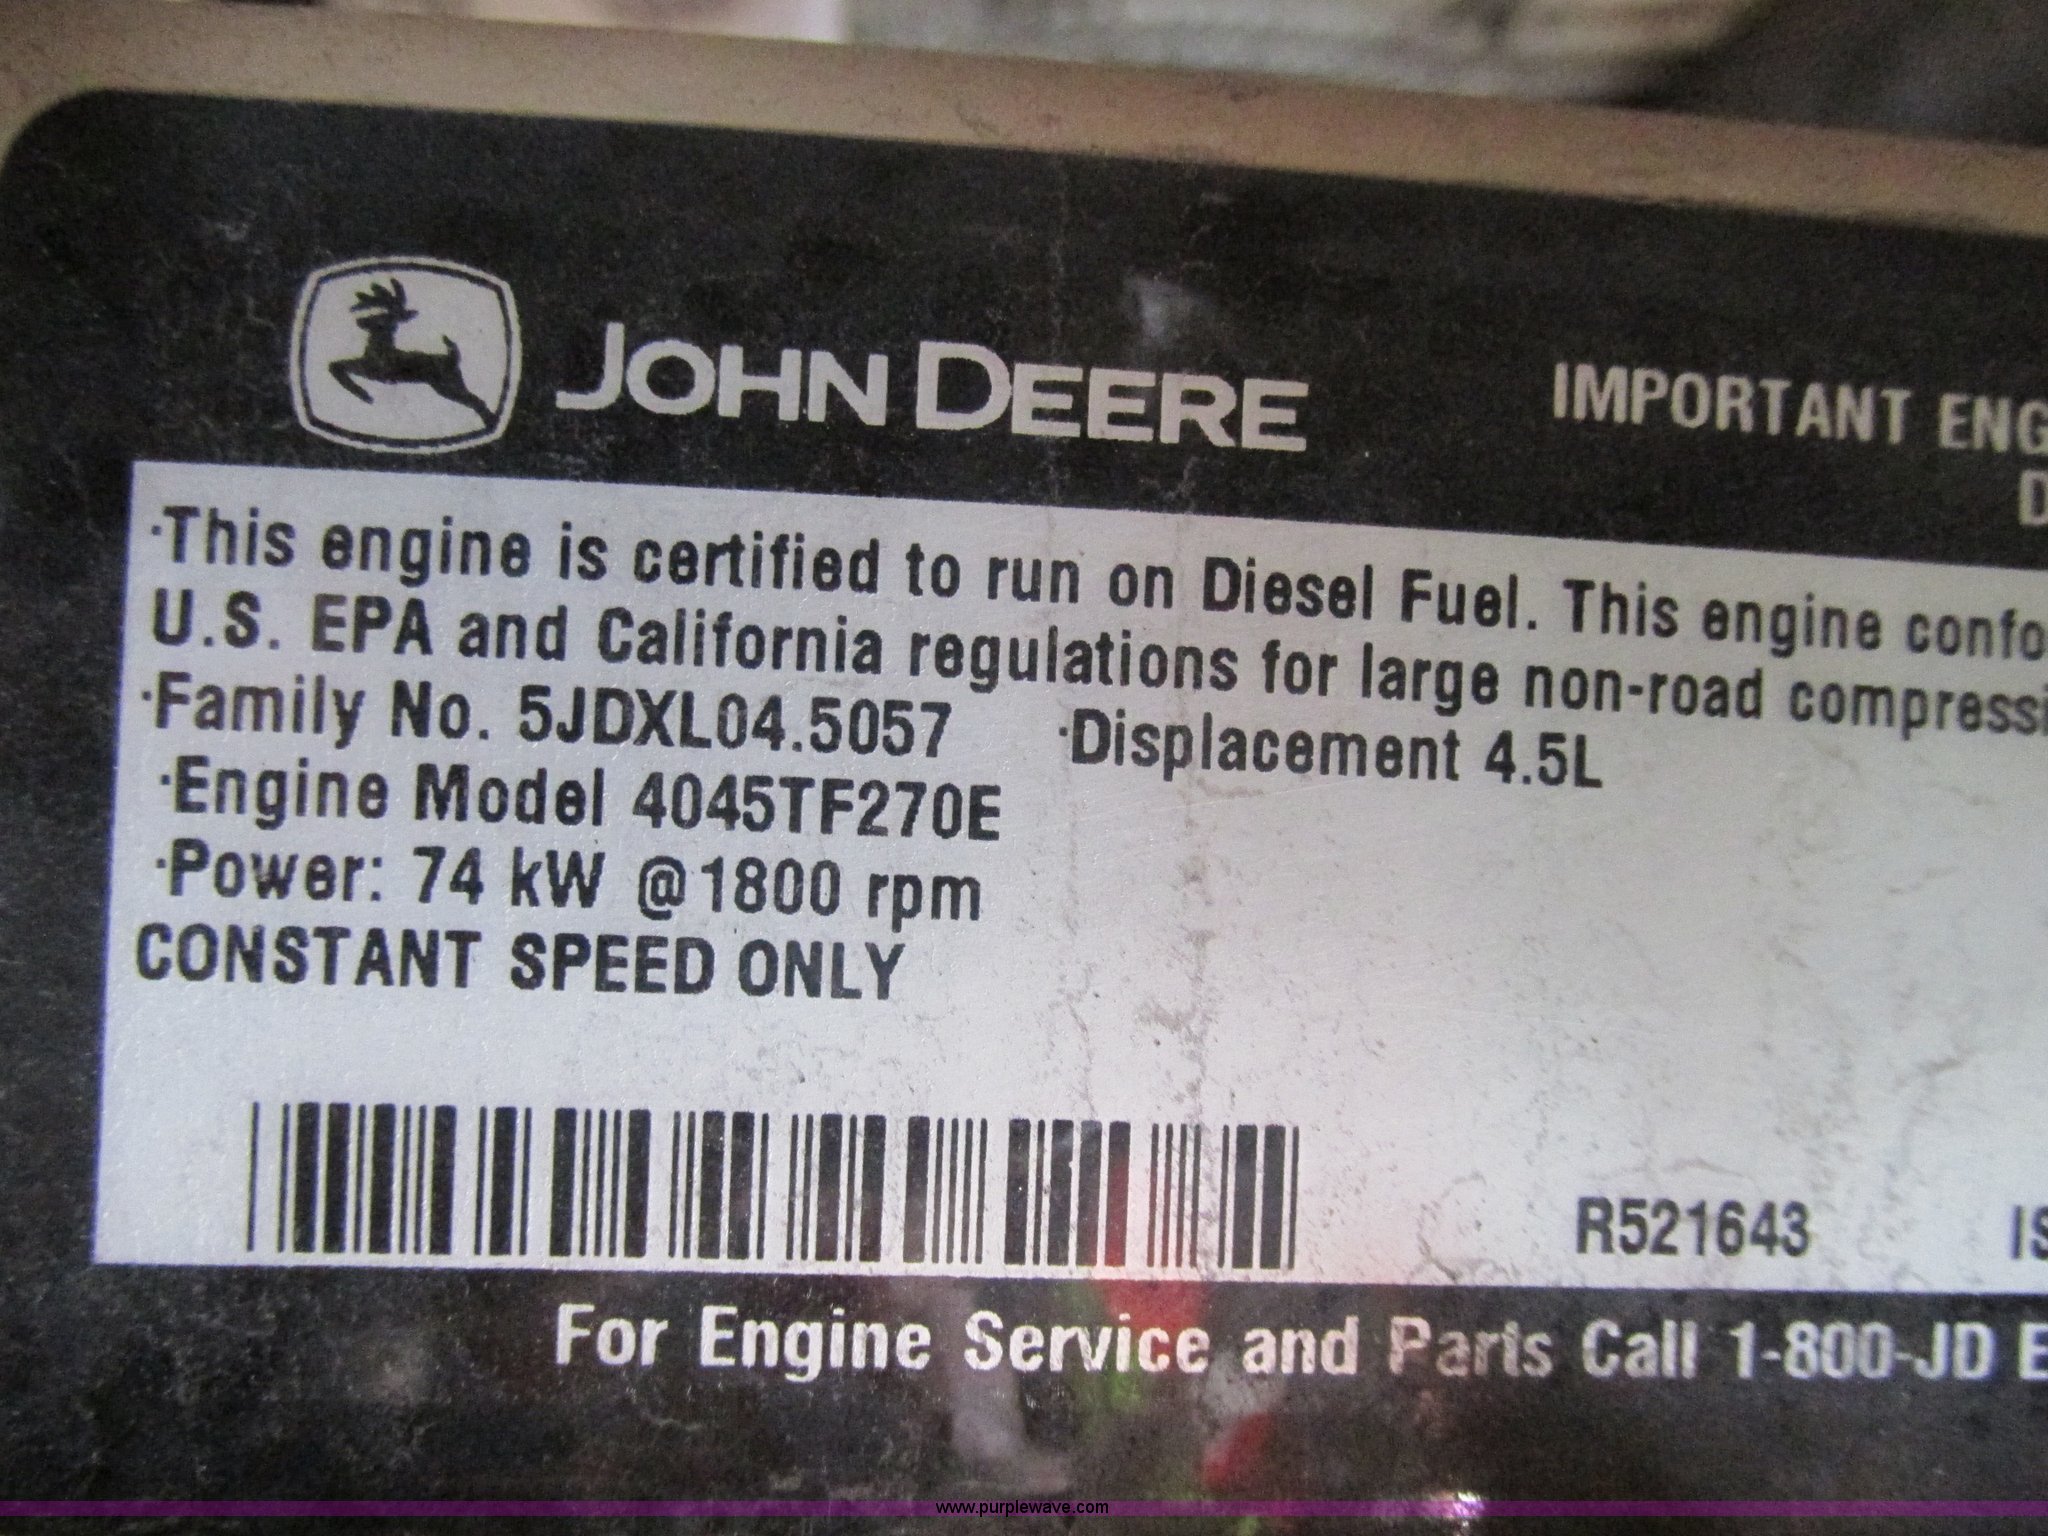 JOHN DEERE
IMPORTANT ENG
D
·This engine is certified to run on Diesel Fuel. This engine confo
U.S. EPA and California regulations for large non-road compressi
·Family No. 5JDXL04.5057 ·Displacement 4.5L
·Engine Model 4045TF270E
·Power: 74 kW @1800 rpm
CONSTANT SPEED ONLY
R521643 IS
For Engine Service and Parts Call 1-800-JD E
www.purplewave.com